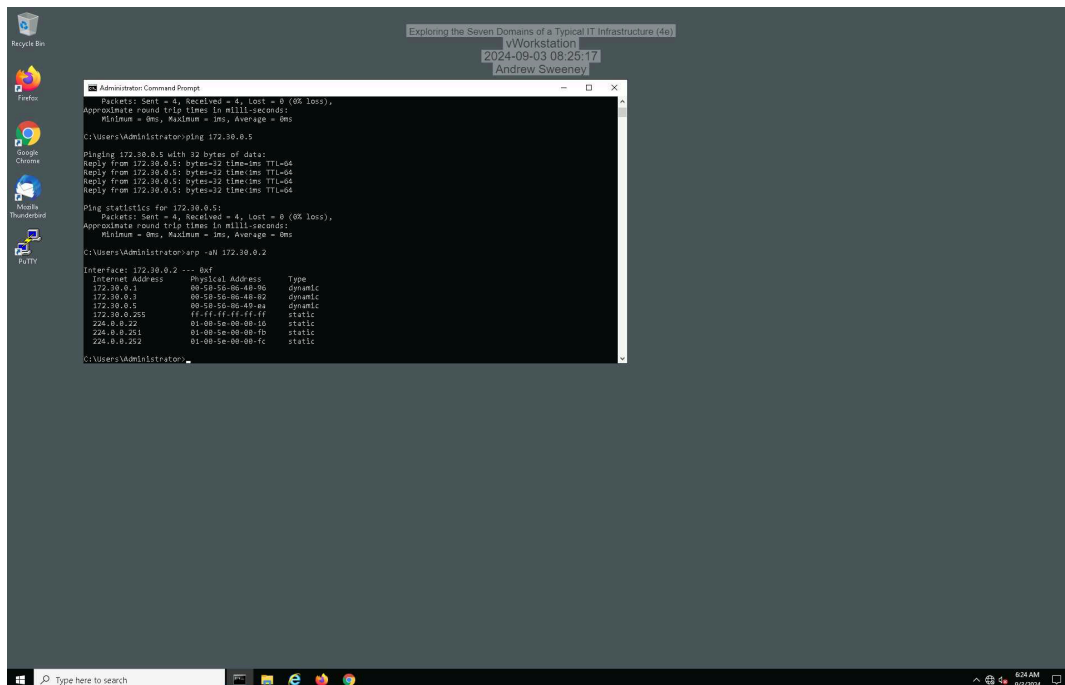 Recycle Bin
Firefox
Google
Chrome
Mozilla
Thunderbird
PuTTY
Exploring the Seven Domains of a Typical IT Infrastructure (4e)
vWorkstation
2024-09-03 08:25:17
Andrew Sweeney
Administrator: Command Prompt
Packets: Sent = 4, Received = 4, Lost = 0 (0% loss),
Approximate round trip times in milli-seconds:
Minimum = 0ms, Maximum = 1ms, Average = 0ms
C:\Users\Administrator>ping 172.30.0.5
Pinging 172.30.0.5 with 32 bytes of data:
Reply from 172.30.0.5: bytes=32 time=1ms TTL=64
Reply from 172.30.0.5: bytes=32 time<1ms TTL=64
Reply from 172.30.0.5: bytes=32 time<1ms TTL=64
Reply from 172.30.0.5: bytes=32 time<1ms TTL=64
Ping statistics for 172.30.0.5:
Packets: Sent = 4, Received = 4, Lost = 0 (0% loss),
Approximate round trip times in milli-seconds:
Minimum = 0ms, Maximum = 1ms, Average = 0ms
C:\Users\Administrator>arp -aN 172.30.0.2
Interface: 172.30.0.2 --- 0xf
Internet Address Physical Address Type
172.30.0.1 00-50-56-86-40-96 dynamic
172.30.0.3 00-50-56-86-48-82 dynamic
172.30.0.5 00-50-56-86-49-ea dynamic
172.30.0.255 ff-ff-ff-ff-ff-ff static
224.0.0.22 01-00-5e-00-00-16 static
224.0.0.251 01-00-5e-00-00-fb static
224.0.0.252 01-00-5e-00-00-fc static
C:\Users\Administrator>
Type here to search
6:24 AM
9/3/2024